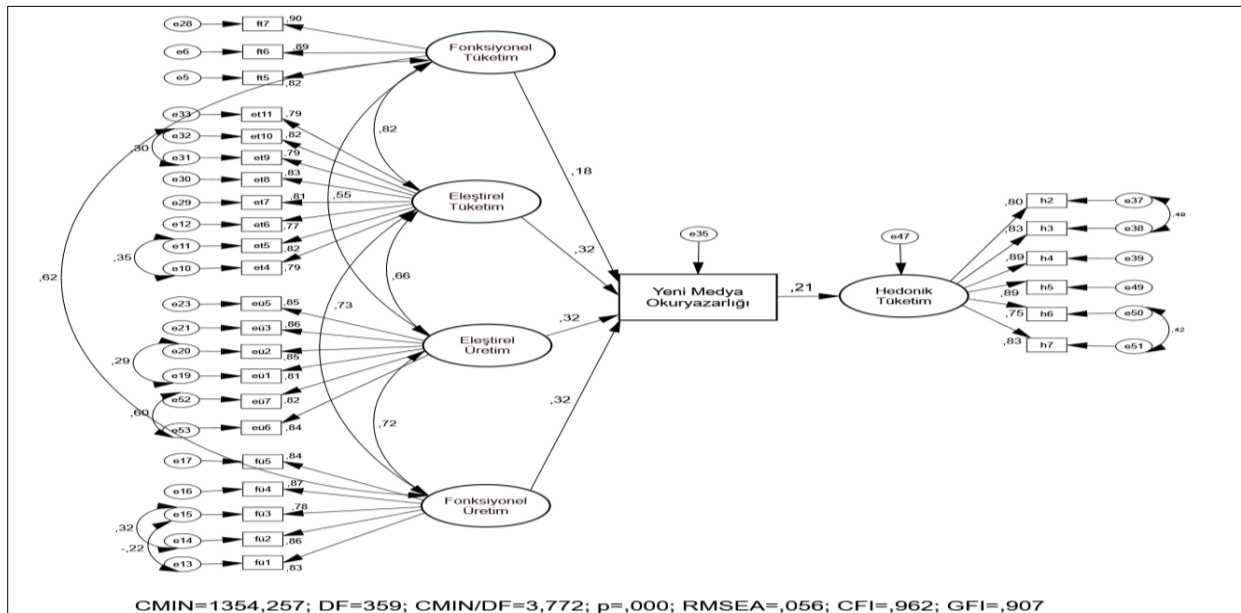 e28 ft7 ,90
e6 ft6 ,89
e5 ft5 ,82
Fonksiyonel
Tüketim
e33 et11 ,79
e32 et10 ,82
,30
e31 et9 ,79
e30 et8 ,83
e29 et7 ,81
e12 et6 ,77
e11 et5 ,82
,35
e10 et4 ,79
Eleştirel
Tüketim
,82
,55
,62
,66
,73
,72
e23 eü5 ,85
e21 eü3 ,86
e20 eü2 ,85
,29
e19 eü1 ,81
e52 eü7 ,82
,60
e53 eü6 ,84
Eleştirel
Üretim
e17 fü5 ,84
e16 fü4 ,87
e15 fü3 ,78
,32
e14 fü2 ,86
-,22
e13 fü1 ,83
Fonksiyonel
Üretim
,18
,32
,32
,32
e35
Yeni Medya
Okuryazarlığı
,21
e47
Hedonik
Tüketim
,80 h2 e37
,49
,83 h3 e38
,89 h4 e39
,89 h5 e49
,75 h6 e50
,42
,83 h7 e51
CMIN=1354,257; DF=359; CMIN/DF=3,772; p=,000; RMSEA=,056; CFI=,962; GFI=,907